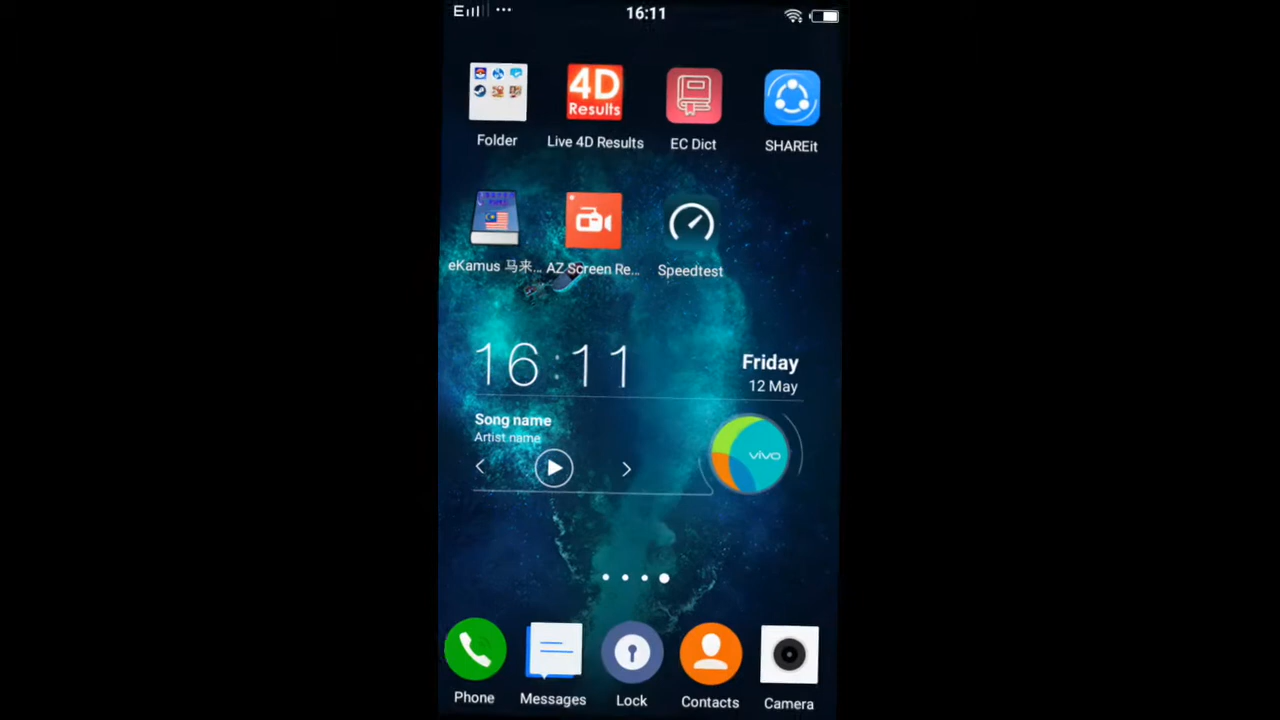 E
16:11
4D
Results
Folder
Live 4D Results
EC Dict
SHAREit
eKamus 马来...
AZ Screen Re...
Speedtest
16:11
Friday
12 May
Song name
Artist name
vivo
Phone
Messages
Lock
Contacts
Camera